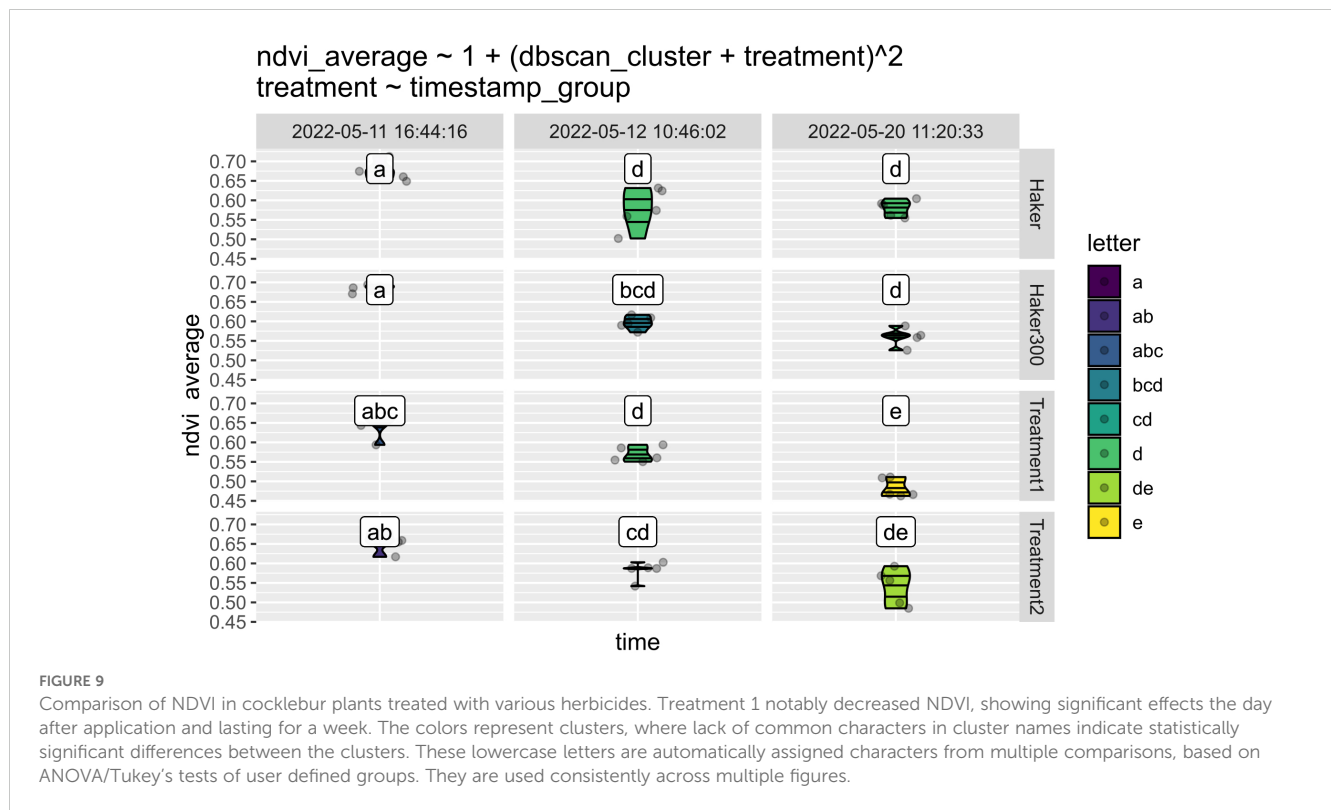 ndvi_average ~ 1 + (dbscan_cluster + treatment)^2
treatment ~ timestamp_group
2022-05-11 16:44:16
2022-05-12 10:46:02
2022-05-20 11:20:33
ndvi_average
0.70
0.65
0.60
0.55
0.50
0.45
a
d
d
Haker
0.70
0.65
0.60
0.55
0.50
0.45
a
bcd
d
Haker300
0.70
0.65
0.60
0.55
0.50
0.45
abc
d
e
Treatment1
0.70
0.65
0.60
0.55
0.50
0.45
ab
cd
de
Treatment2
time
letter
a
ab
abc
bcd
cd
d
de
e
FIGURE 9
Comparison of NDVI in cocklebur plants treated with various herbicides. Treatment 1 notably decreased NDVI, showing significant effects the day
after application and lasting for a week. The colors represent clusters, where lack of common characters in cluster names indicate statistically
significant differences between the clusters. These lowercase letters are automatically assigned characters from multiple comparisons, based on
ANOVA/Tukey's tests of user defined groups. They are used consistently across multiple figures.